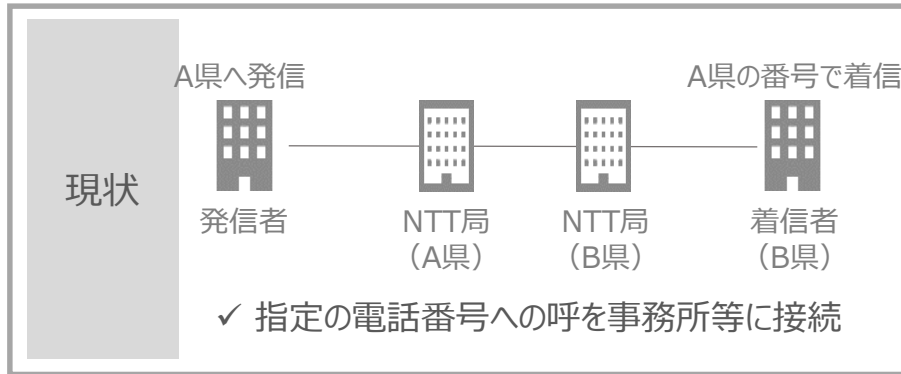 現状
A県へ発信
A県の番号で着信
発信者
NTT局
（A県）
NTT局
（B県）
着信者
（B県）
✓ 指定の電話番号への呼を事務所等に接続